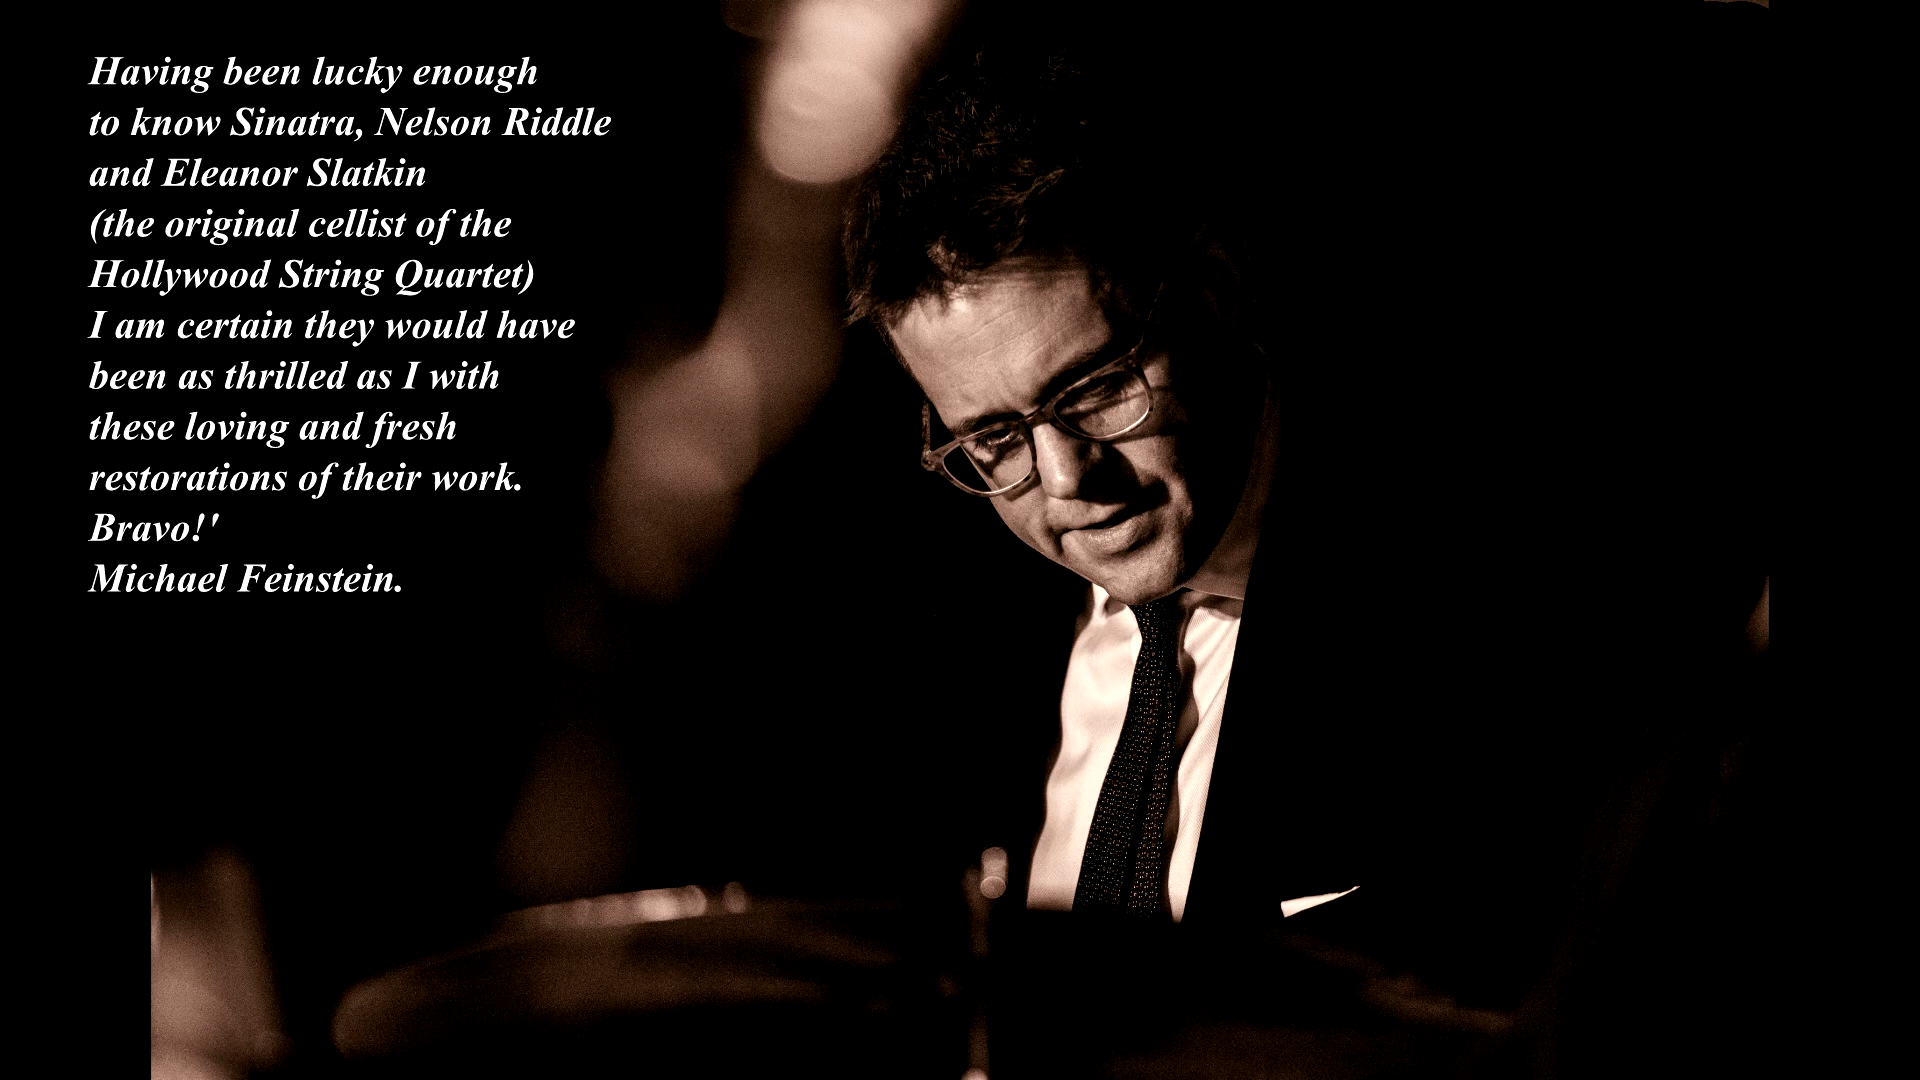 Having been lucky enough
to know Sinatra, Nelson Riddle
and Eleanor Slatkin
(the original cellist of the
Hollywood String Quartet)
I am certain they would have
been as thrilled as I with
these loving and fresh
restorations of their work.
Bravo!'
Michael Feinstein.